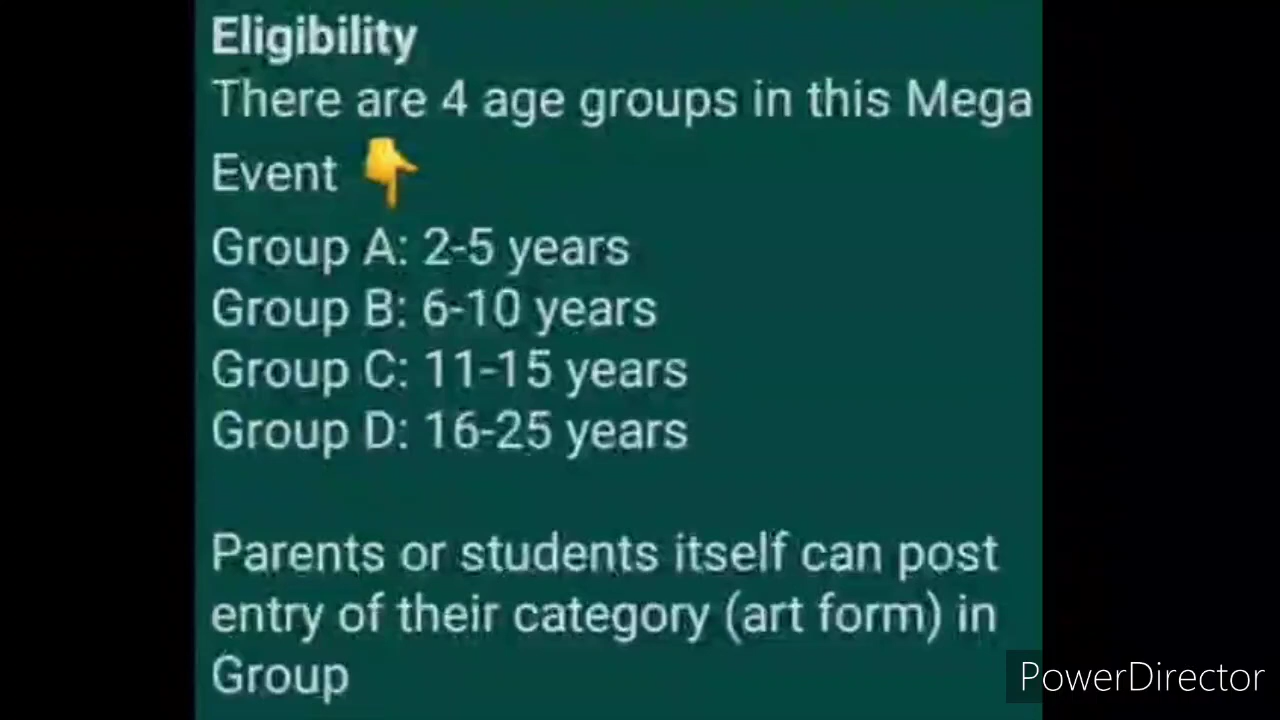 Eligibility
There are 4 age groups in this Mega
Event 👇
Group A: 2-5 years
Group B: 6-10 years
Group C: 11-15 years
Group D: 16-25 years
Parents or students itself can post
entry of their category (art form) in
Group
PowerDirector